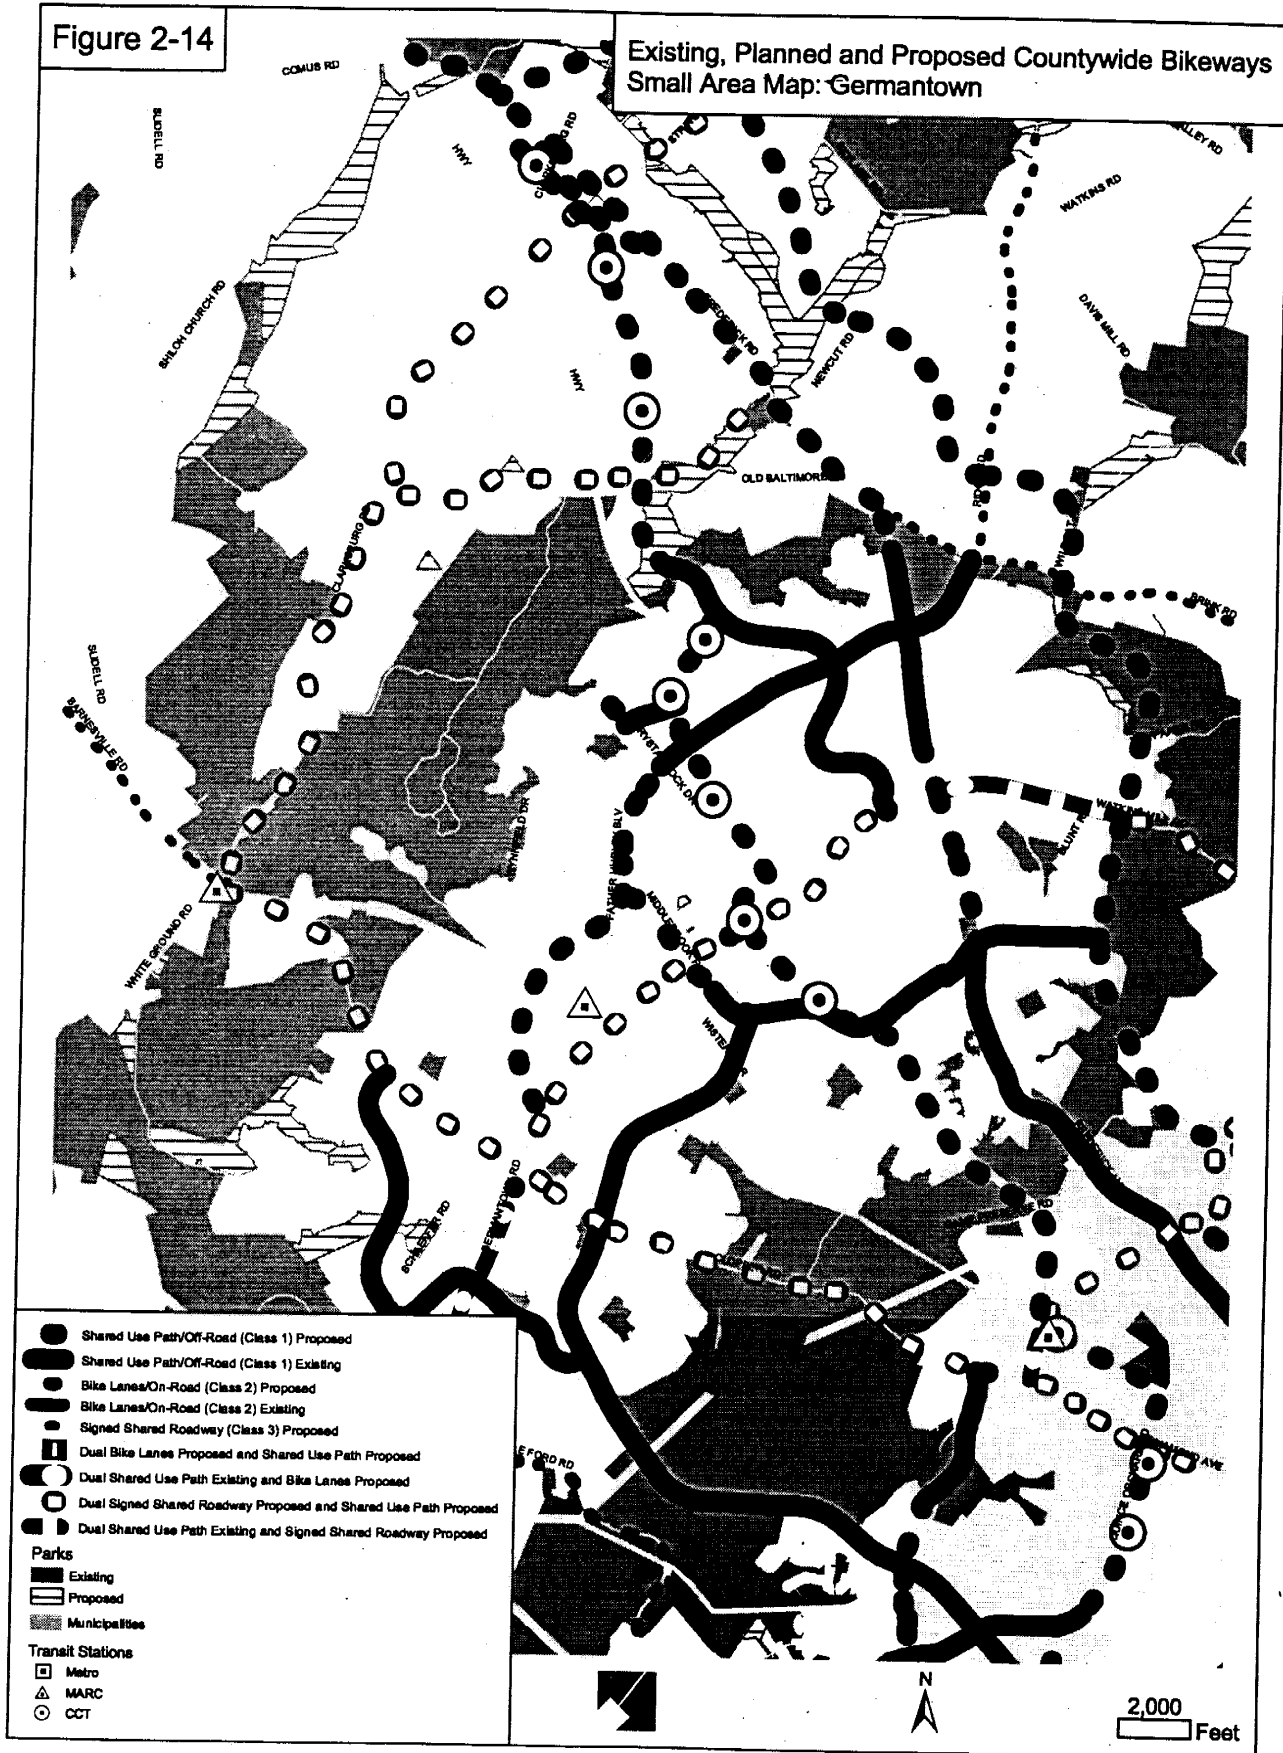 Figure 2-14
Existing, Planned and Proposed Countywide Bikeways
Small Area Map: Germantown
COMUS RD
SLIDELL RD
HWY
WATKINS RD
SHILOH CHURCH RD
DAVIS MILL RD
FREDERICK RD
NEWCUT RD
HWY
OLD BALTIMORE
SLIDELL RD
BARNESVILLE RD
BRINK RD
WHITE GROUND RD
SCHAEFFER RD
Shared Use Path/Off-Road (Class 1) Proposed
Shared Use Path/Off-Road (Class 1) Existing
Bike Lanes/On-Road (Class 2) Proposed
Bike Lanes/On-Road (Class 2) Existing
Signed Shared Roadway (Class 3) Proposed
Dual Bike Lanes Proposed and Shared Use Path Proposed
Dual Shared Use Path Existing and Bike Lanes Proposed
Dual Signed Shared Roadway Proposed and Shared Use Path Proposed
Dual Shared Use Path Existing and Signed Shared Roadway Proposed
Parks
Existing
Proposed
Municipalities
Transit Stations
Metro
MARC
CCT
E FORD RD
N
2,000
Feet